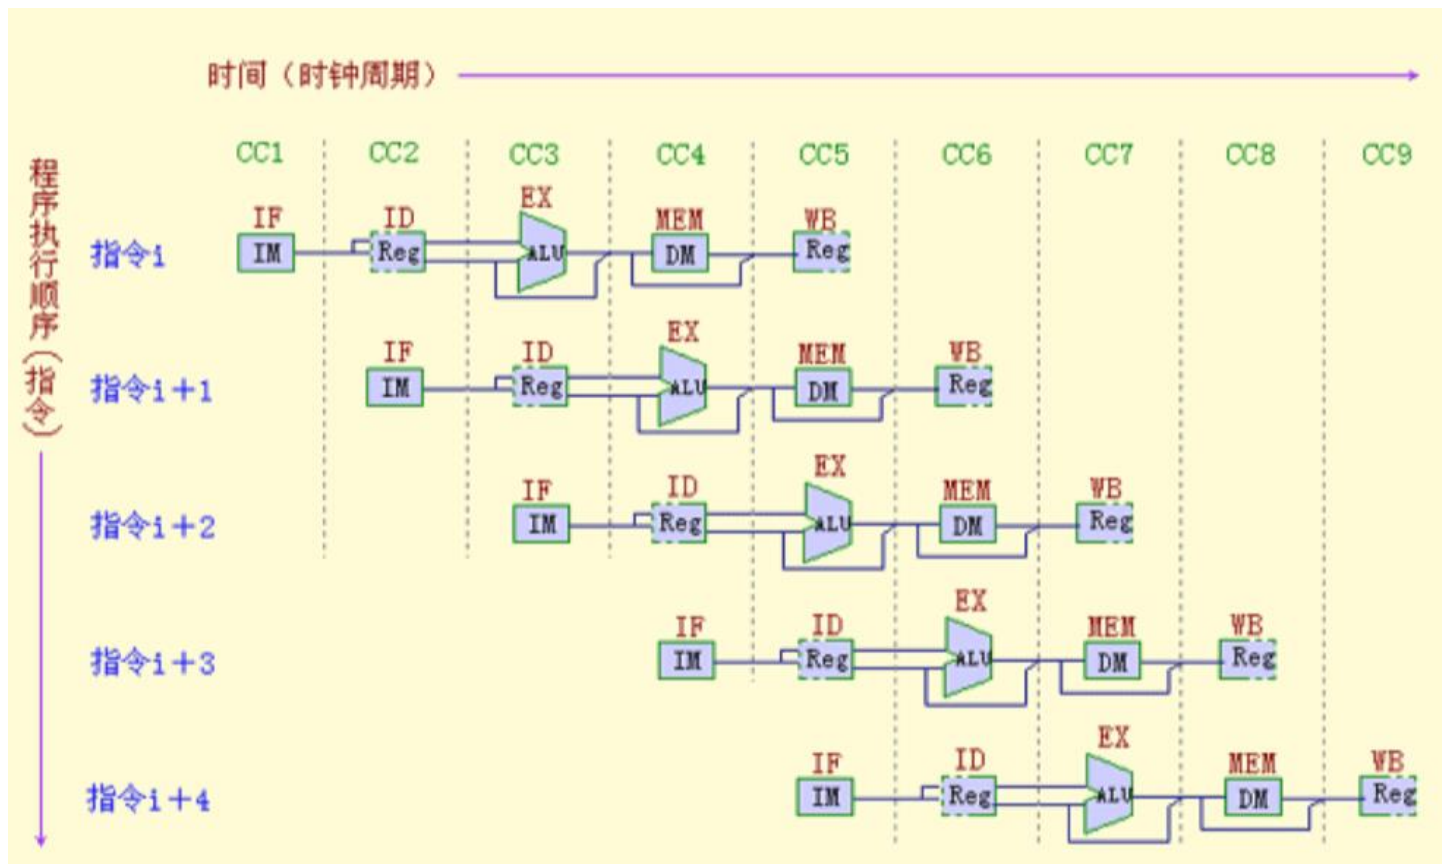 时间（时钟周期）
CC1 CC2 CC3 CC4 CC5 CC6 CC7 CC8 CC9
程序执行顺序（指令）
IF ID EX MEM WB
指令i IM Reg ALU DM Reg
IF ID EX MEM WB
指令i+1 IM Reg ALU DM Reg
IF ID EX MEM WB
指令i+2 IM Reg ALU DM Reg
IF ID EX MEM WB
指令i+3 IM Reg ALU DM Reg
IF ID EX MEM WB
指令i+4 IM Reg ALU DM Reg